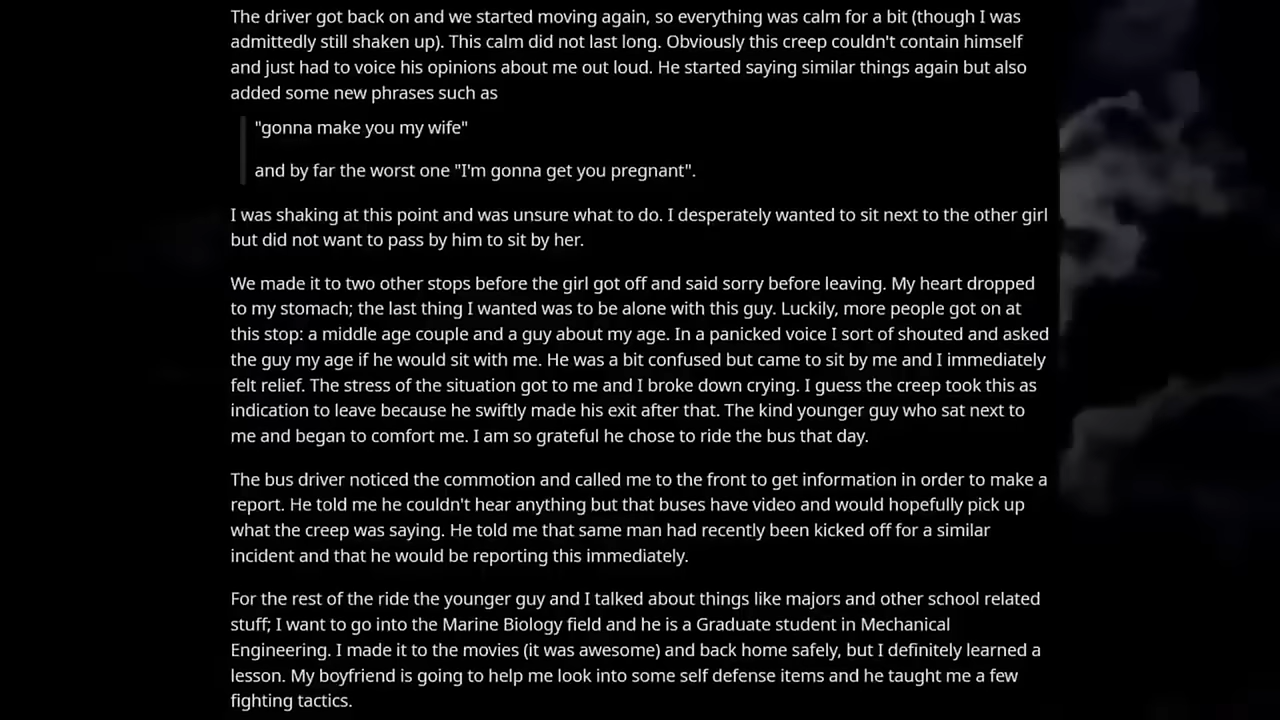 The driver got back on and we started moving again, so everything was calm for a bit (though I was
admittedly still shaken up). This calm did not last long. Obviously this creep couldn't contain himself
and just had to voice his opinions about me out loud. He started saying similar things again but also
added some new phrases such as
"gonna make you my wife"
and by far the worst one "I'm gonna get you pregnant".
I was shaking at this point and was unsure what to do. I desperately wanted to sit next to the other girl
but did not want to pass by him to sit by her.
We made it to two other stops before the girl got off and said sorry before leaving. My heart dropped
to my stomach; the last thing I wanted was to be alone with this guy. Luckily, more people got on at
this stop: a middle age couple and a guy about my age. In a panicked voice I sort of shouted and asked
the guy my age if he would sit with me. He was a bit confused but came to sit by me and I immediately
felt relief. The stress of the situation got to me and I broke down crying. I guess the creep took this as
indication to leave because he swiftly made his exit after that. The kind younger guy who sat next to
me and began to comfort me. I am so grateful he chose to ride the bus that day.
The bus driver noticed the commotion and called me to the front to get information in order to make a
report. He told me he couldn't hear anything but that buses have video and would hopefully pick up
what the creep was saying. He told me that same man had recently been kicked off for a similar
incident and that he would be reporting this immediately.
For the rest of the ride the younger guy and I talked about things like majors and other school related
stuff; I want to go into the Marine Biology field and he is a Graduate student in Mechanical
Engineering. I made it to the movies (it was awesome) and back home safely, but I definitely learned a
lesson. My boyfriend is going to help me look into some self defense items and he taught me a few
fighting tactics.